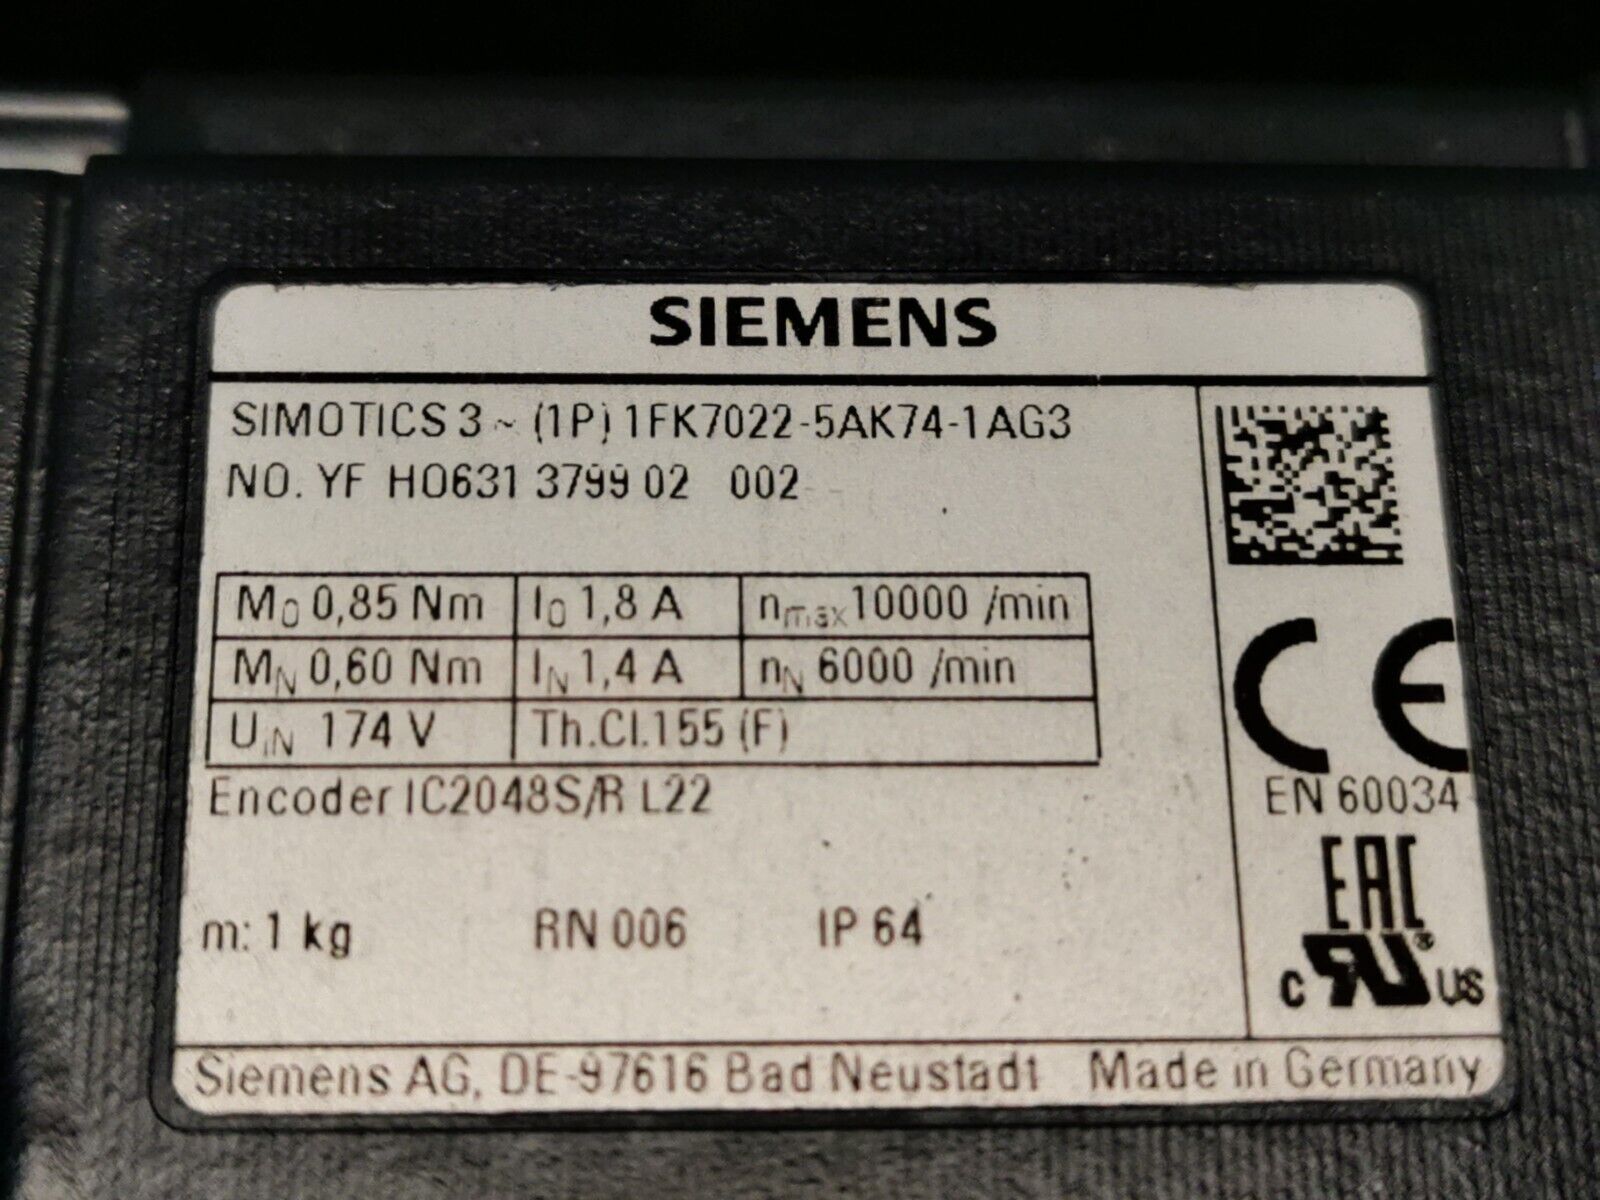 SIEMENS
SIMOTICS 3 ~ (1P) 1FK7022-5AK74-1AG3
NO. YF H0631 3799 02 002
M0 0,85 Nm I0 1,8 A nmax 10000 /min
MN 0,60 Nm IN 1,4 A nN 6000 /min
UIN 174 V Th.Cl.155 (F)
Encoder IC2048S/R L22
m: 1 kg RN 006 IP 64
CE
EN 60034
EAC
c RU ® US
Siemens AG, DE-97616 Bad Neustadt Made in Germany